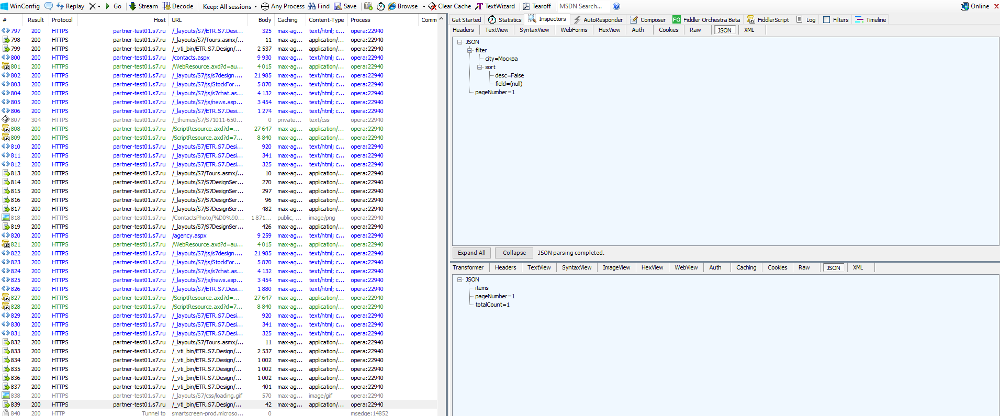 WinConfig Replay Go Stream Decode Keep: All sessions Any Process Find Save Browse Clear Cache TextWizard Tearoff MSDN Search... Online
# Result Protocol Host URL Body Caching Content-Type Process Comm
797 200 HTTPS partner-test01.s7.ru /_layouts/S7/ETR.S7.Desi... 325 max-ag... text/html; c... opera:22940
798 200 HTTPS partner-test01.s7.ru /_layouts/S7/Tours.asmx/... 11 max-ag... application/... opera:22940
799 200 HTTPS partner-test01.s7.ru /_vti_bin/ETR.S7.Design/... 2 537 max-ag... application/... opera:22940
800 200 HTTPS partner-test01.s7.ru /contacts.aspx 9 930 max-ag... text/html; c... opera:22940
801 200 HTTPS partner-test01.s7.ru /WebResource.axd?d=au... 4 015 max-ag... application/... opera:22940
802 200 HTTPS partner-test01.s7.ru /_layouts/S7/js/s7design.... 21 985 max-ag... text/html; c... opera:22940
803 200 HTTPS partner-test01.s7.ru /_layouts/S7/js/StockFor... 5 870 max-ag... text/html; c... opera:22940
804 200 HTTPS partner-test01.s7.ru /_layouts/S7/js/s7chat.as... 4 132 max-ag... text/html; c... opera:22940
805 200 HTTPS partner-test01.s7.ru /_layouts/S7/js/news.asp... 3 454 max-ag... text/html; c... opera:22940
806 200 HTTPS partner-test01.s7.ru /_layouts/S7/ETR.S7.Desi... 1 274 max-ag... text/html; c... opera:22940
807 304 HTTPS partner-test01.s7.ru /_themes/S7/S71011-650... 0 private... text/css opera:22940
808 200 HTTPS partner-test01.s7.ru /ScriptResource.axd?d=... 27 647 max-ag... application/... opera:22940
809 200 HTTPS partner-test01.s7.ru /ScriptResource.axd?d=7... 8 840 max-ag... application/... opera:22940
810 200 HTTPS partner-test01.s7.ru /_layouts/S7/ETR.S7.Desi... 920 max-ag... text/html; c... opera:22940
811 200 HTTPS partner-test01.s7.ru /_layouts/S7/ETR.S7.Desi... 341 max-ag... text/html; c... opera:22940
812 200 HTTPS partner-test01.s7.ru /_layouts/S7/ETR.S7.Desi... 325 max-ag... text/html; c... opera:22940
813 200 HTTPS partner-test01.s7.ru /_layouts/S7/Tours.asmx/... 10 max-ag... application/... opera:22940
814 200 HTTPS partner-test01.s7.ru /_layouts/S7/S7DesignSer... 270 max-ag... application/... opera:22940
815 200 HTTPS partner-test01.s7.ru /_layouts/S7/S7DesignSer... 297 max-ag... application/... opera:22940
816 200 HTTPS partner-test01.s7.ru /_layouts/S7/S7DesignSer... 96 max-ag... application/... opera:22940
817 200 HTTPS partner-test01.s7.ru /_layouts/S7/S7DesignSer... 482 max-ag... application/... opera:22940
818 200 HTTPS partner-test01.s7.ru /ContactsPhoto/%D0%90... 1 871... public, ... image/png opera:22940
819 200 HTTPS partner-test01.s7.ru /_layouts/S7/S7DesignSer... 426 max-ag... application/... opera:22940
820 200 HTTPS partner-test01.s7.ru /agency.aspx 9 259 max-ag... text/html; c... opera:22940
821 200 HTTPS partner-test01.s7.ru /WebResource.axd?d=au... 4 015 max-ag... application/... opera:22940
822 200 HTTPS partner-test01.s7.ru /_layouts/S7/js/s7design.... 21 985 max-ag... text/html; c... opera:22940
823 200 HTTPS partner-test01.s7.ru /_layouts/S7/js/StockFor... 5 870 max-ag... text/html; c... opera:22940
824 200 HTTPS partner-test01.s7.ru /_layouts/S7/js/s7chat.as... 4 132 max-ag... text/html; c... opera:22940
825 200 HTTPS partner-test01.s7.ru /_layouts/S7/js/news.asp... 3 454 max-ag... text/html; c... opera:22940
826 200 HTTPS partner-test01.s7.ru /_layouts/S7/ETR.S7.Desi... 1 880 max-ag... text/html; c... opera:22940
827 200 HTTPS partner-test01.s7.ru /ScriptResource.axd?d=... 27 647 max-ag... application/... opera:22940
828 200 HTTPS partner-test01.s7.ru /ScriptResource.axd?d=7... 8 840 max-ag... application/... opera:22940
829 200 HTTPS partner-test01.s7.ru /_layouts/S7/ETR.S7.Desi... 920 max-ag... text/html; c... opera:22940
830 200 HTTPS partner-test01.s7.ru /_layouts/S7/ETR.S7.Desi... 341 max-ag... text/html; c... opera:22940
831 200 HTTPS partner-test01.s7.ru /_layouts/S7/ETR.S7.Desi... 325 max-ag... text/html; c... opera:22940
832 200 HTTPS partner-test01.s7.ru /_layouts/S7/Tours.asmx/... 11 max-ag... application/... opera:22940
833 200 HTTPS partner-test01.s7.ru /_vti_bin/ETR.S7.Design/... 2 537 max-ag... application/... opera:22940
834 200 HTTPS partner-test01.s7.ru /_vti_bin/ETR.S7.Design/... 1 002 max-ag... application/... opera:22940
835 200 HTTPS partner-test01.s7.ru /_vti_bin/ETR.S7.Design/... 1 002 max-ag... application/... opera:22940
836 200 HTTPS partner-test01.s7.ru /_vti_bin/ETR.S7.Design/... 1 002 max-ag... application/... opera:22940
837 200 HTTPS partner-test01.s7.ru /_vti_bin/ETR.S7.Design/... 401 max-ag... application/... opera:22940
838 200 HTTPS partner-test01.s7.ru /_layouts/S7/css/loading.gif 570 max-ag... image/gif opera:22940
839 200 HTTPS partner-test01.s7.ru /_vti_bin/ETR.S7.Design/... 42 max-ag... application/... opera:22940
840 200 HTTP Tunnel to smartscreen-prod.microso... 0 msedge:14852
Get Started Statistics Inspectors AutoResponder Composer FO Fiddler Orchestra Beta FiddlerScript Log Filters Timeline
Headers TextView SyntaxView WebForms HexView Auth Cookies Raw JSON XML
JSON
filter
city=Москва
sort
desc=False
field=(null)
pageNumber=1
Expand All Collapse JSON parsing completed.
Transformer Headers TextView SyntaxView ImageView HexView WebView Auth Caching Cookies Raw JSON XML
JSON
items
pageNumber=1
totalCount=1